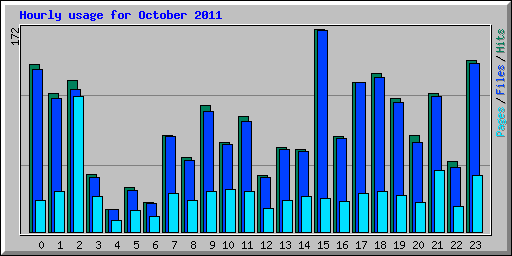 Hourly usage for October 2011
172
Pages/Files/Hits
0 1 2 3 4 5 6 7 8 9 10 11 12 13 14 15 16 17 18 19 20 21 22 23